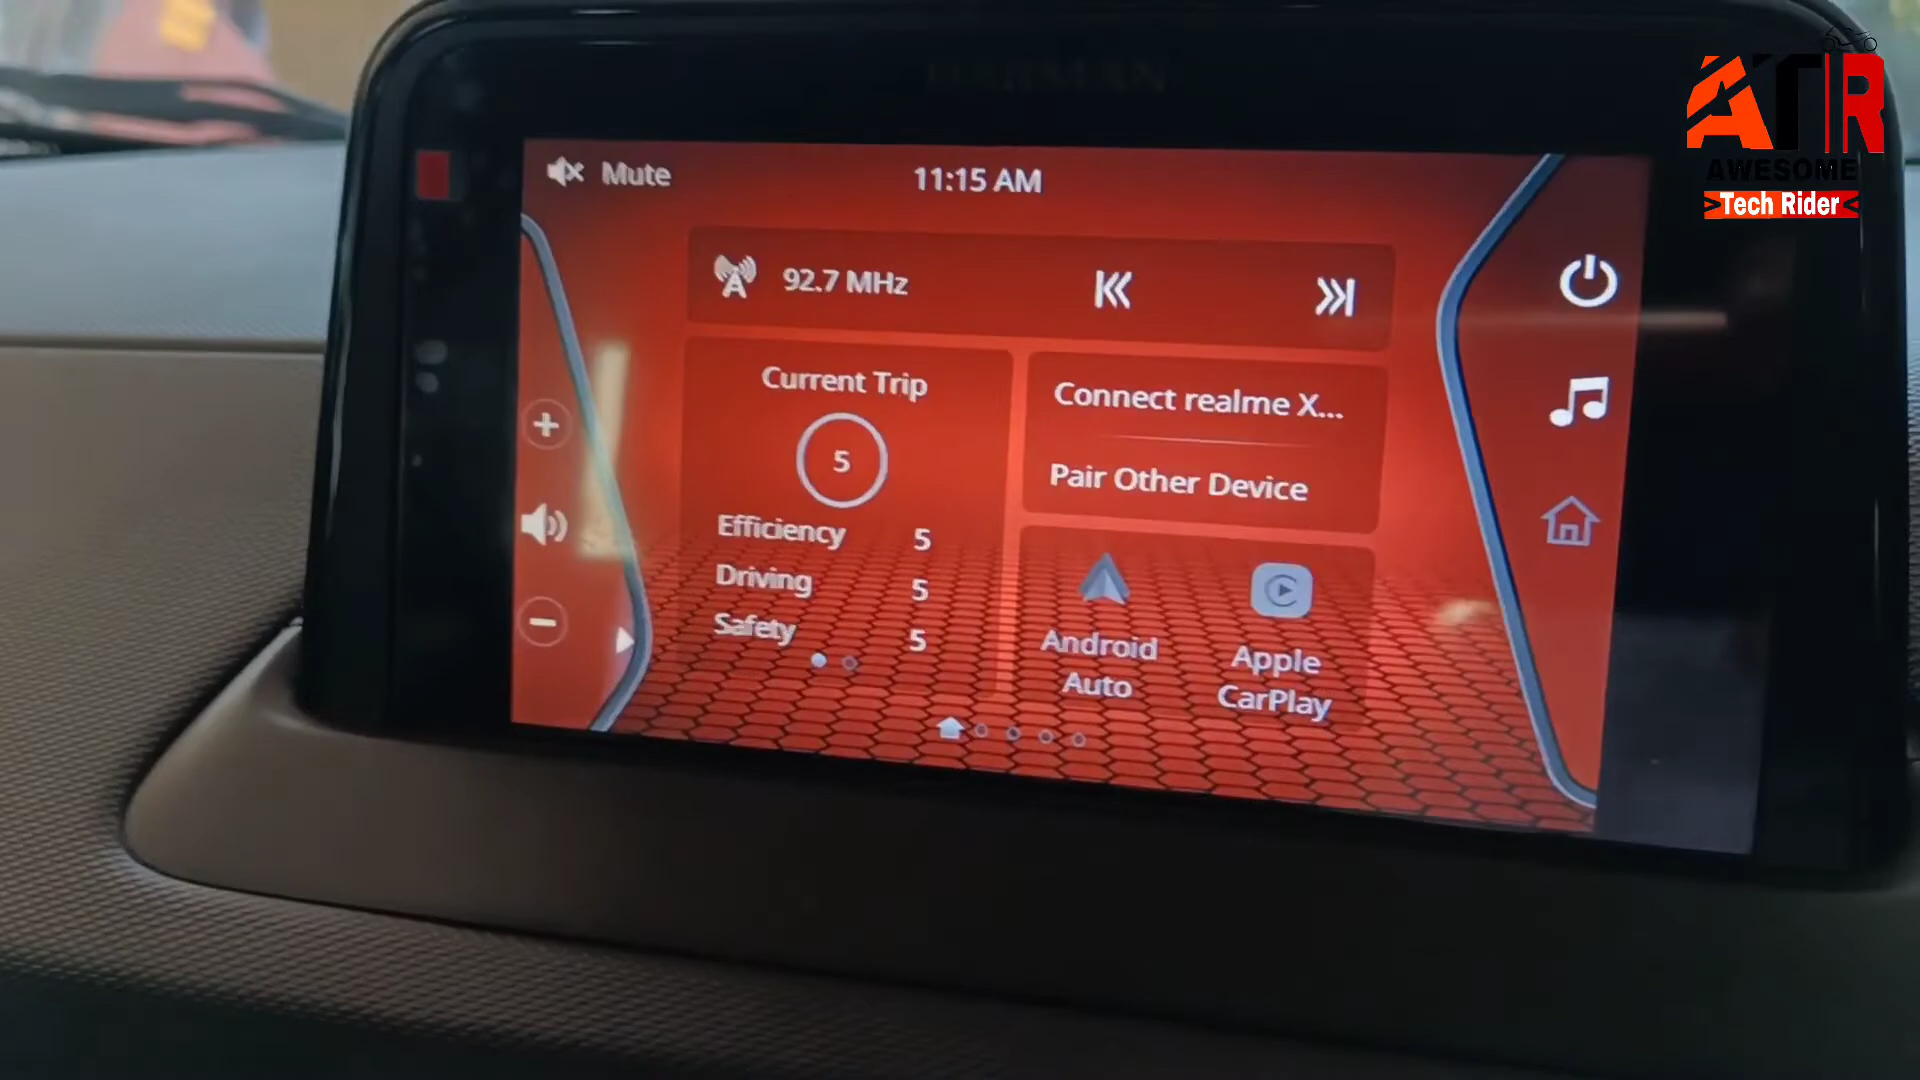 HARMAN
Mute
11:15 AM
92.7 MHz
Current Trip
5
Efficiency 5
Driving 5
Safety 5
Connect realme X...
Pair Other Device
Android
Auto
Apple
CarPlay
ATR
AWESOME
>Tech Rider<